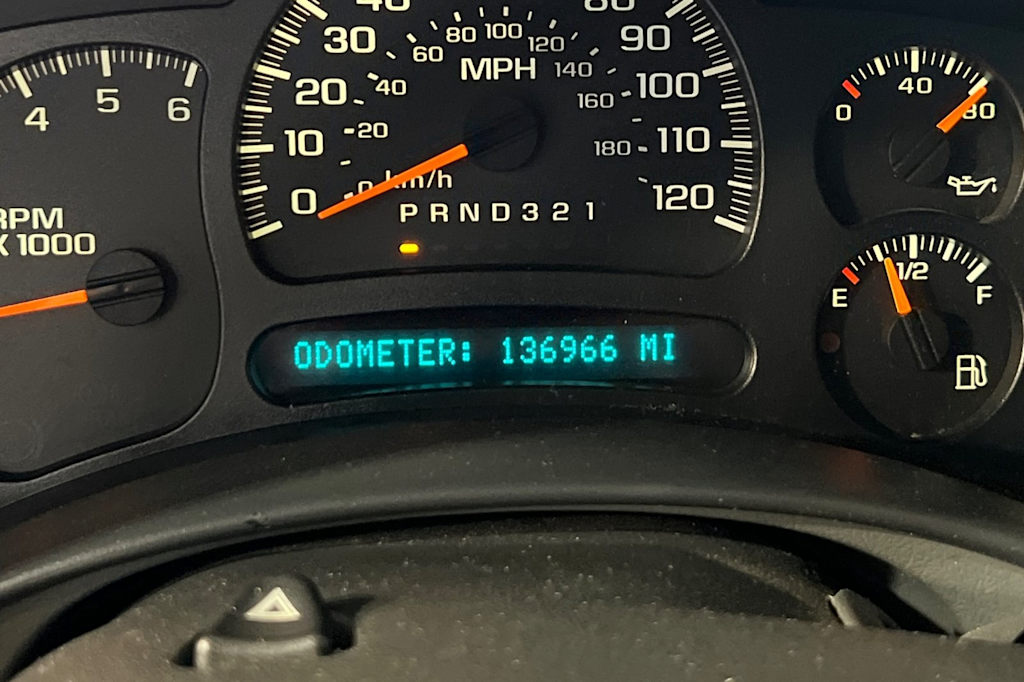 4 5 6
RPM
X 1000
40 80
30 90
20 100
10 110
0 120
60 80 100 120
40 140
20 160
0 180
MPH
km/h
P R N D 3 2 1
ODOMETER: 136966 MI
0 40 80
E 1/2 F